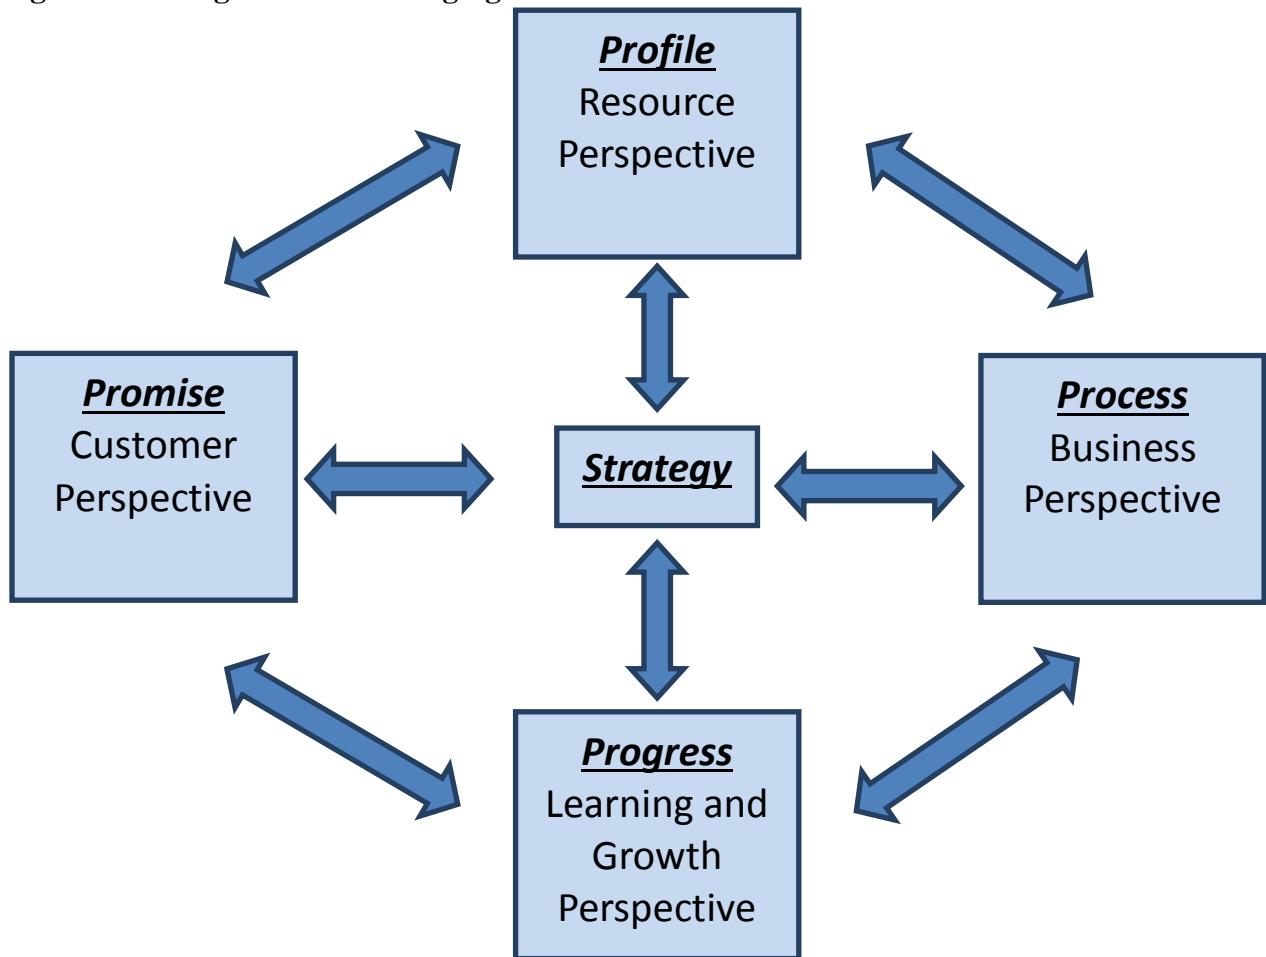 Profile
Resource
Perspective
Promise
Customer
Perspective
Strategy
Process
Business
Perspective
Progress
Learning and
Growth
Perspective